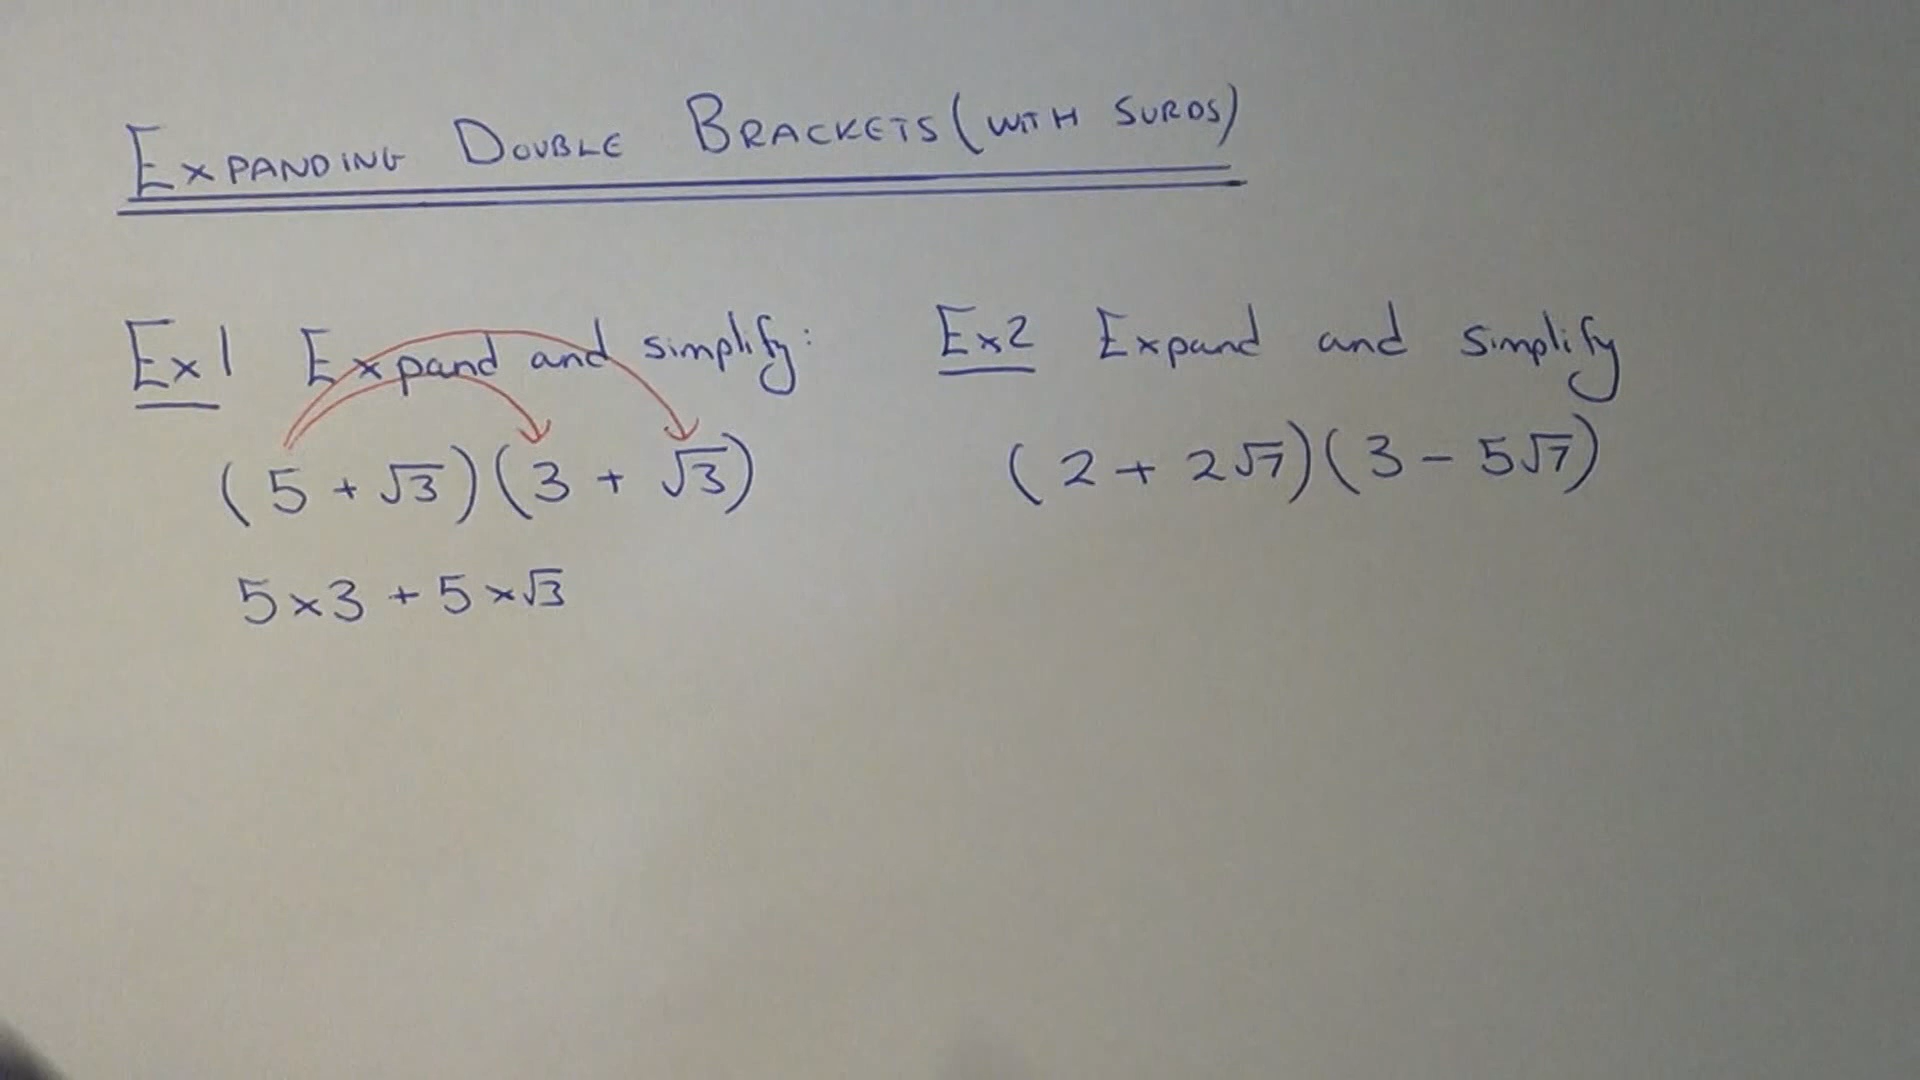 EXPANDING DOUBLE BRACKETS (WITH SURDS)
Ex1 Expand and simplify:
(5 + √3)(3 + √3)
5×3 + 5×√3
Ex2 Expand and simplify
(2 + 2√7)(3 - 5√7)